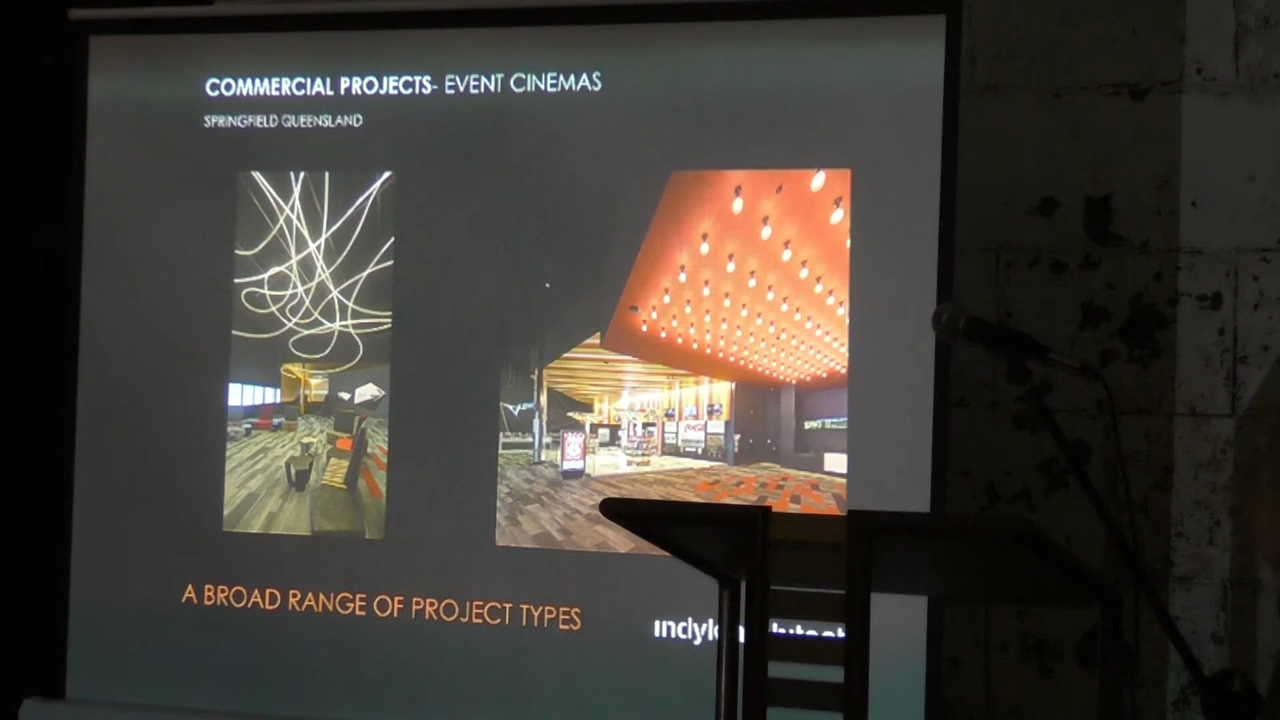 COMMERCIAL PROJECTS- EVENT CINEMAS
SPRINGFIELD QUEENSLAND
A BROAD RANGE OF PROJECT TYPES